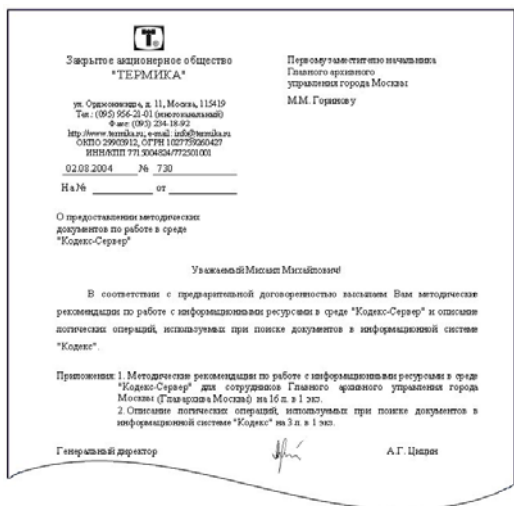 Т
Закрытое акционерное общество
"ТЕРМИКА"
ул. Орджоникидзе, д. 11, Москва, 115419
Тел.: (095) 956-21-01 (многоканальный)
Факс: (095) 234-18-92
http://www.termika.ru; e-mail: info@termika.ru
ОКПО 29903912, ОГРН 1027739260427
ИНН/КПП 7715004824/772501001
02.08.2004 № 730
На № от
Первому заместителю начальника
Главного архивного
управления города Москвы
М.М. Горинову
О предоставлении методических
документов по работе в среде
"Кодекс-Сервер"
Уважаемый Михаил Михайлович!
В соответствии с предварительной договоренностью высылаем Вам методические
рекомендации по работе с информационными ресурсами в среде "Кодекс-Сервер" и описание
логических операций, используемых при поиске документов в информационной системе
"Кодекс".
Приложения: 1. Методические рекомендации по работе с информационными ресурсами в среде
"Кодекс-Сервер" для сотрудников Главного архивного управления города
Москвы (Главархива Москвы) на 16 л. в 1 экз.
2. Описание логических операций, используемых при поиске документов в
информационной системе "Кодекс" на 3 л. в 1 экз.
Генеральный директор А.Г. Цицин